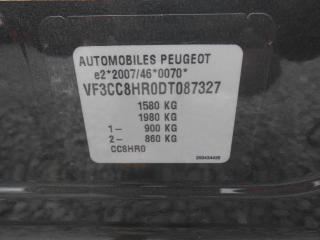 AUTOMOBILES PEUGEOT
e2*2007/46*0070*
VF3CC8HR0DT087327
1580 KG
1980 KG
1- 900 KG
2- 860 KG
CC8HR0